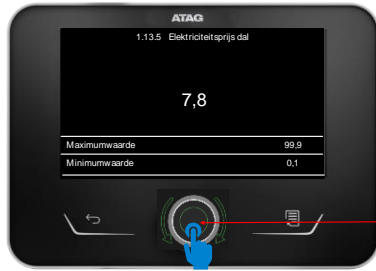 ATAG
1.13.5 Elektriciteitsprijs dal
7,8
Maximumwaarde 99,9
Minimumwaarde 0,1